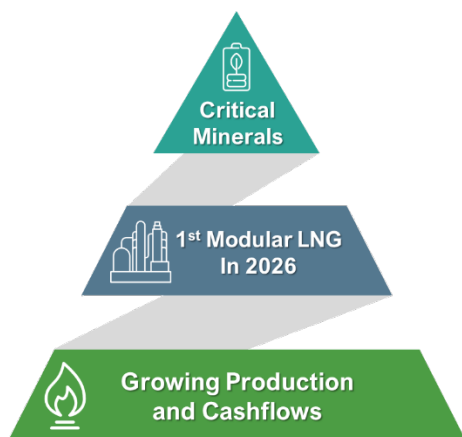 Critical
Minerals
1st Modular LNG
In 2026
Growing Production
and Cashflows